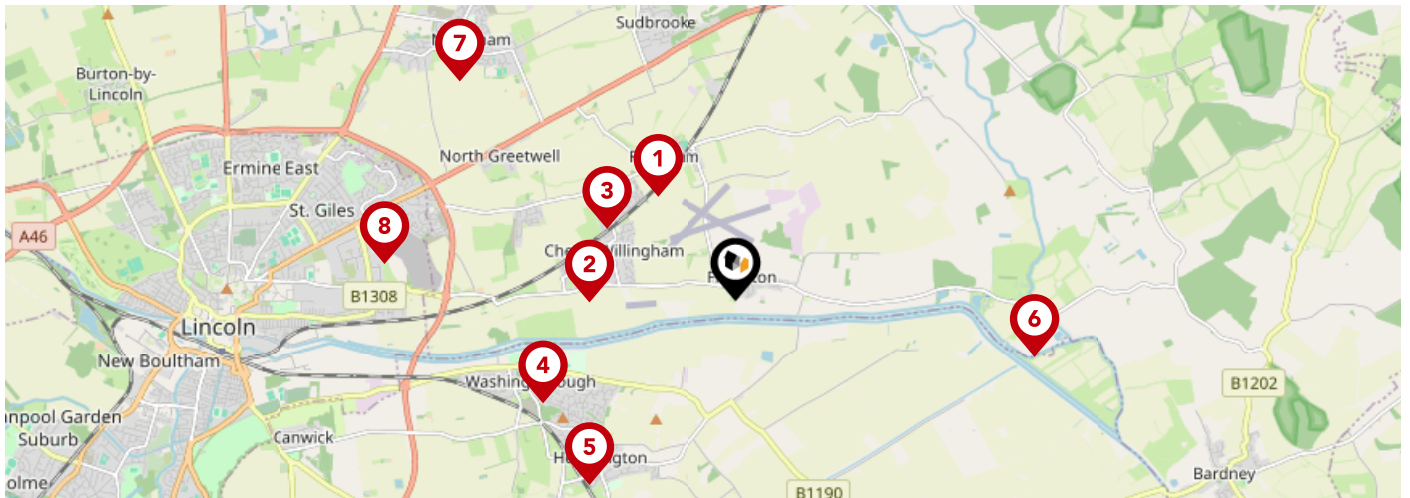 Sudbrooke
7
Burton-by-
Lincoln
North Greetwell
1
Ermine East
3
St. Giles
8
A46
2
B1308
6
Lincoln
New Boultham
4
B1202
Suburb
Canwick
5
Bardney
B1190